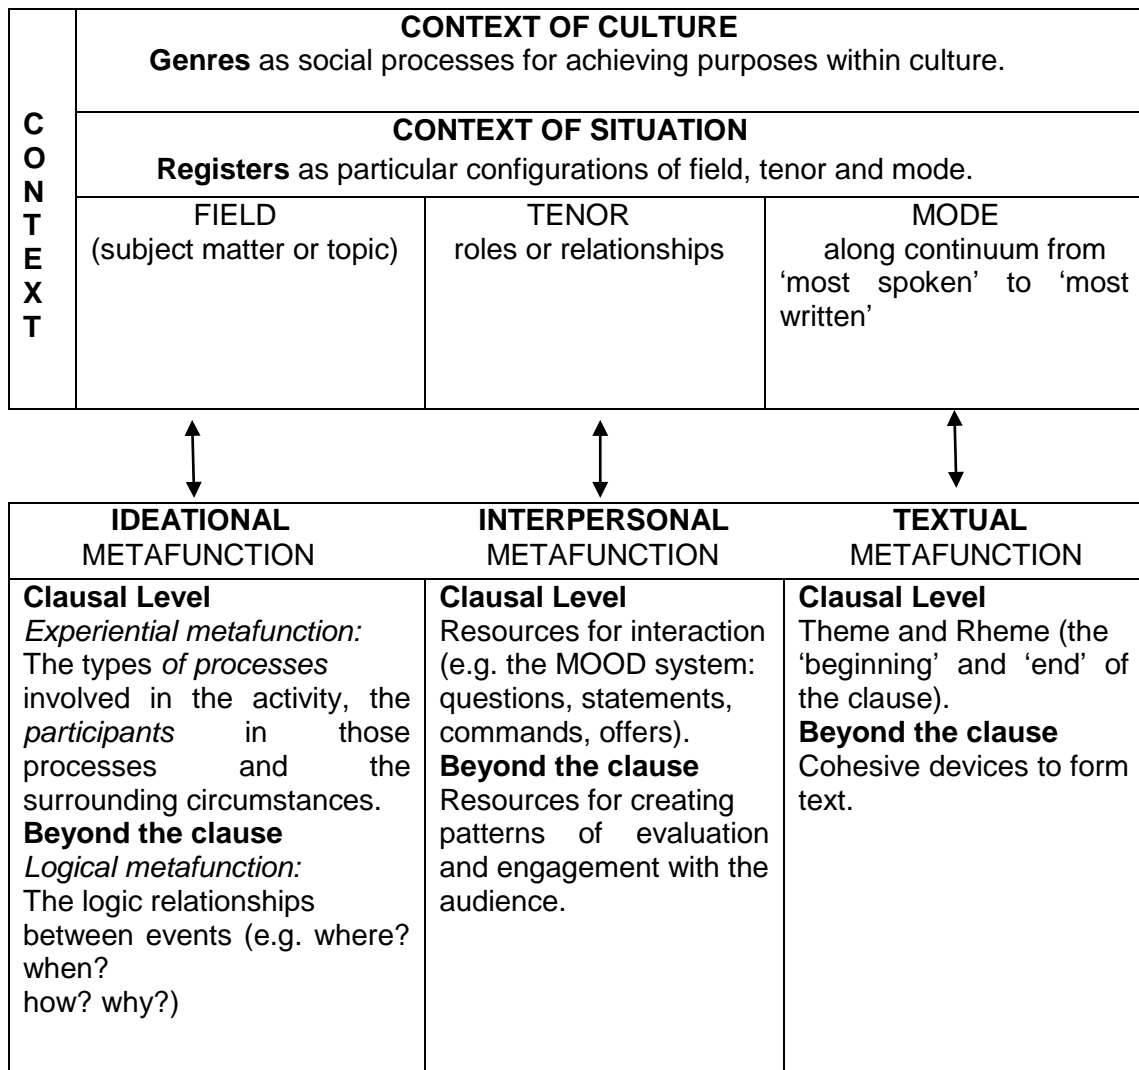 CONTEXT
CONTEXT OF CULTURE
Genres as social processes for achieving purposes within culture.
CONTEXT OF SITUATION
Registers as particular configurations of field, tenor and mode.
FIELD
(subject matter or topic)
TENOR
roles or relationships
MODE
along continuum from
‘most spoken’ to ‘most
written’
IDEATIONAL
METAFUNCTION
INTERPERSONAL
METAFUNCTION
TEXTUAL
METAFUNCTION
Clausal Level
Experiential metafunction:
The types of processes
involved in the activity, the
participants in those
processes and the
surrounding circumstances.
Beyond the clause
Logical metafunction:
The logic relationships
between events (e.g. where?
when?
how? why?)
Clausal Level
Resources for interaction
(e.g. the MOOD system:
questions, statements,
commands, offers).
Beyond the clause
Resources for creating
patterns of evaluation
and engagement with the
audience.
Clausal Level
Theme and Rheme (the
‘beginning’ and ‘end’ of
the clause).
Beyond the clause
Cohesive devices to form
text.